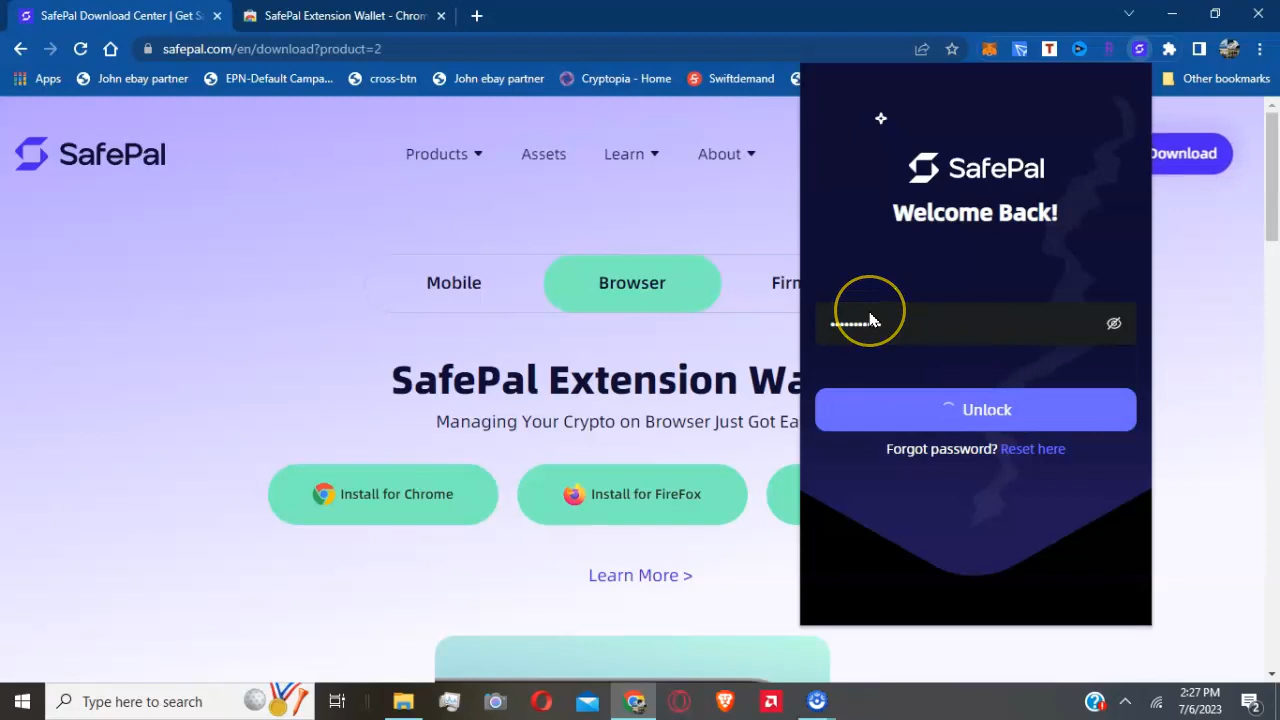 SafePal Download Center | Get S
SafePal Extension Wallet - Chrom
safepal.com/en/download?product=2
Apps
John ebay partner
EPN-Default Campa...
cross-btn
John ebay partner
Cryptopia - Home
Swiftdemand
Other bookmarks
SafePal
Products
Assets
Learn
About
Download
SafePal
Welcome Back!
Mobile
Browser
Firm
SafePal Extension Wa
Managing Your Crypto on Browser Just Got Ea
Unlock
Forgot password? Reset here
Install for Chrome
Install for FireFox
Learn More >
Type here to search
2:27 PM
7/6/2023
2